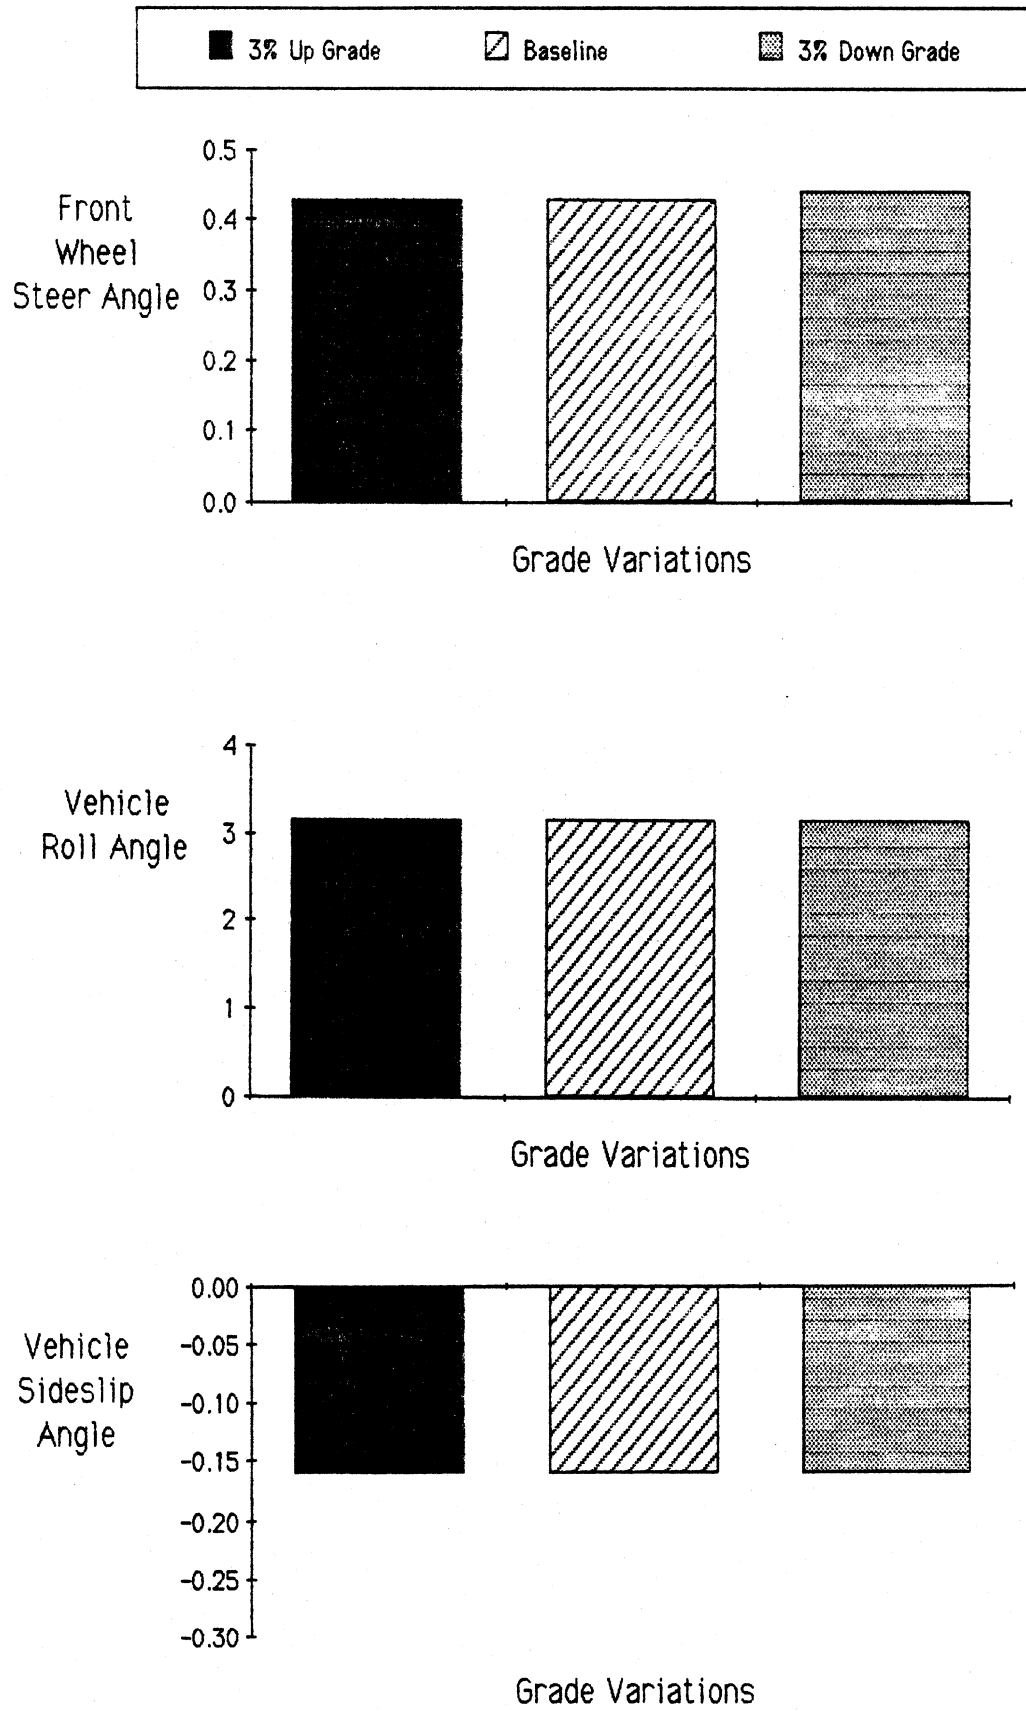 3% Up Grade Baseline 3% Down Grade
0.5
0.4
0.3
0.2
0.1
0.0
Front
Wheel
Steer Angle
Grade Variations
4
3
2
1
0
Vehicle
Roll Angle
Grade Variations
0.00
-0.05
-0.10
-0.15
-0.20
-0.25
-0.30
Vehicle
Sideslip
Angle
Grade Variations